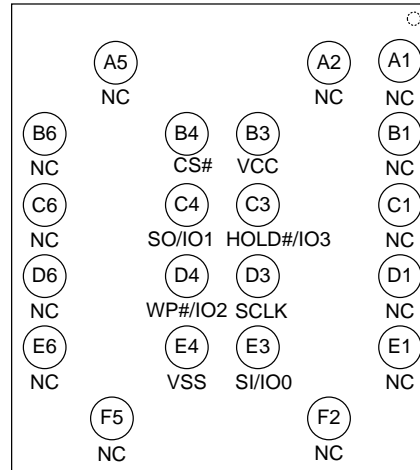 A5 A2 A1
NC NC NC
B6 B4 B3 B1
NC CS# VCC NC
C6 C4 C3 C1
NC SO/IO1 HOLD#/IO3 NC
D6 D4 D3 D1
NC WP#/IO2 SCLK NC
E6 E4 E3 E1
NC VSS SI/IO0 NC
F5 F2
NC NC